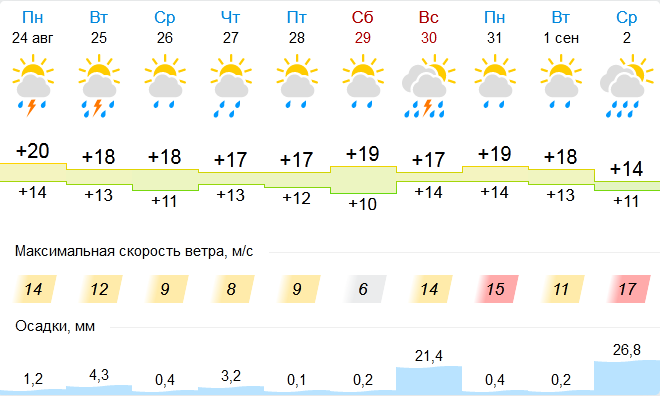 Пн Вт Ср Чт Пт Сб Вс Пн Вт Ср
24 авг 25 26 27 28 29 30 31 1 сен 2
+20 +18 +18 +17 +17 +19 +17 +19 +18 +14
+14 +13 +11 +13 +12 +10 +14 +14 +13 +11
Максимальная скорость ветра, м/с
14 12 9 8 9 6 14 15 11 17
Осадки, мм
1,2 4,3 0,4 3,2 0,1 0,2 21,4 0,4 0,2 26,8